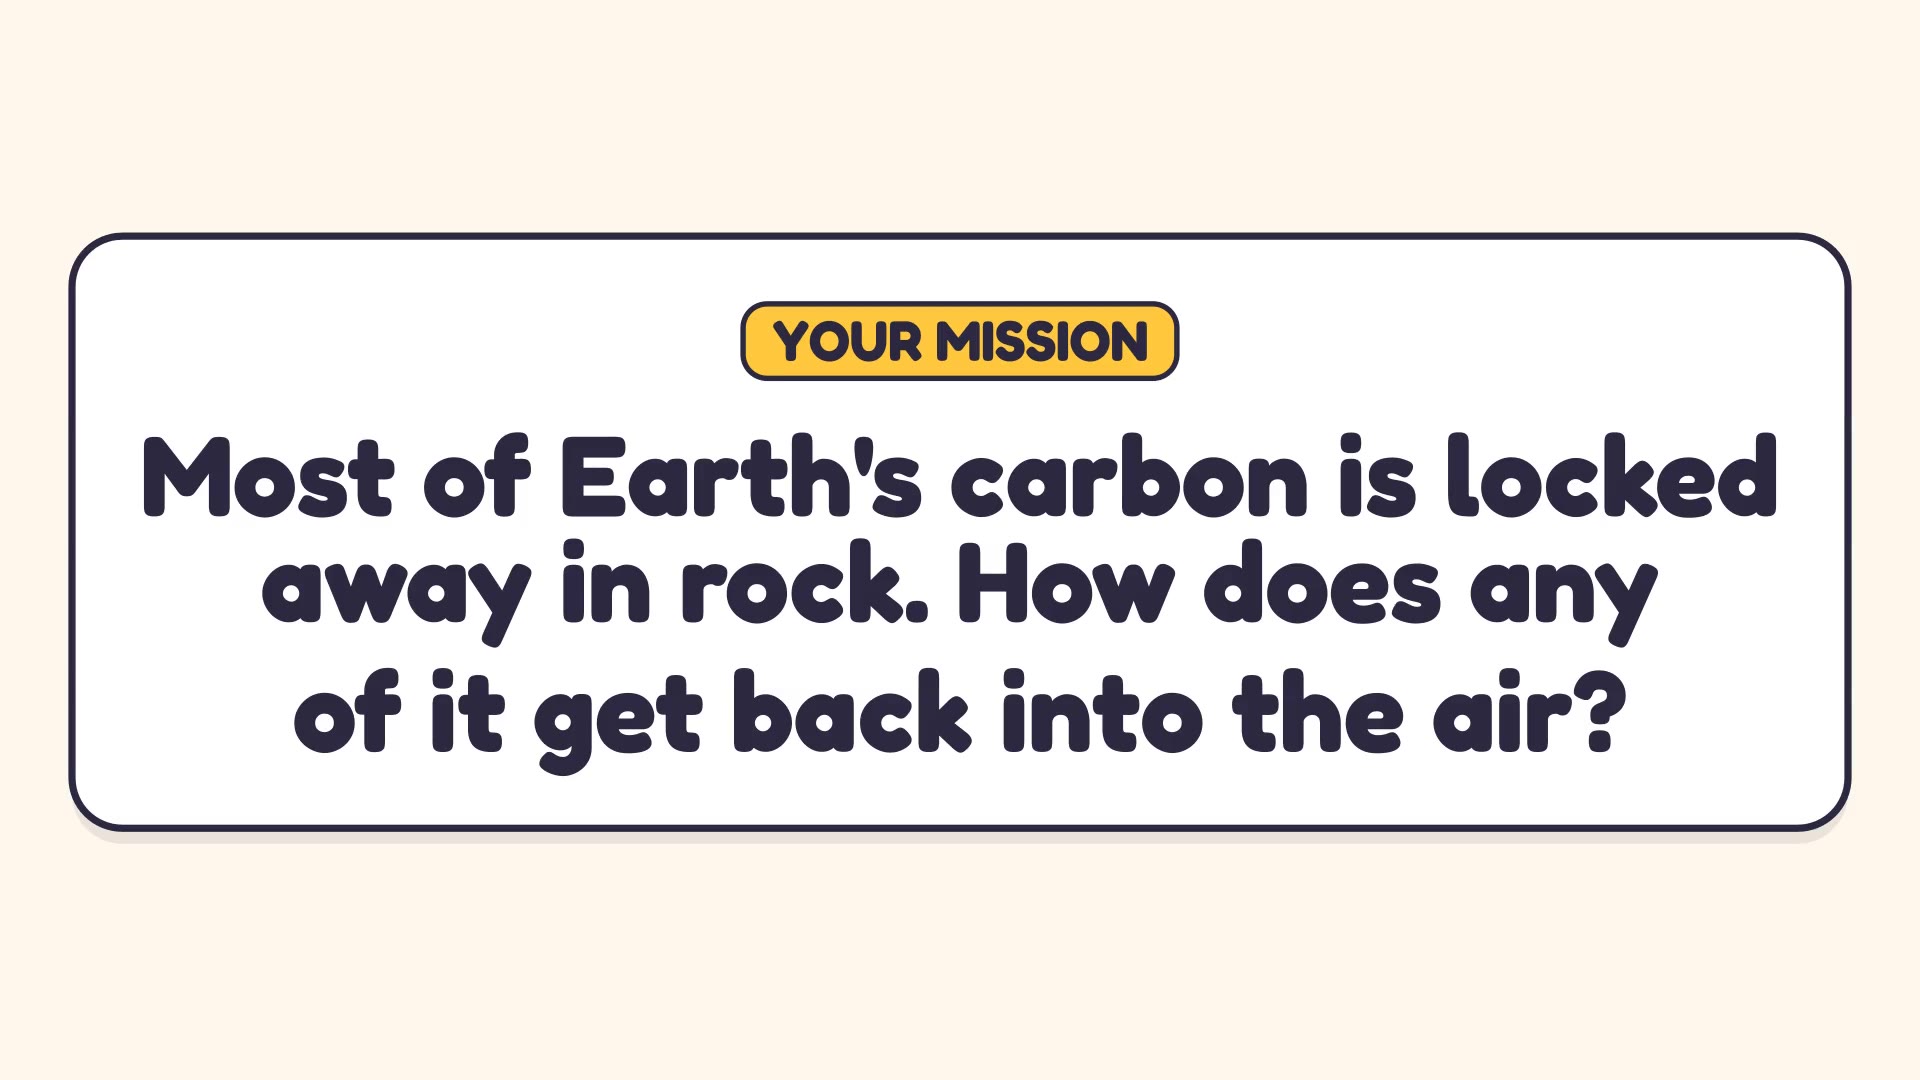 YOUR MISSION
Most of Earth's carbon is locked
away in rock. How does any
of it get back into the air?